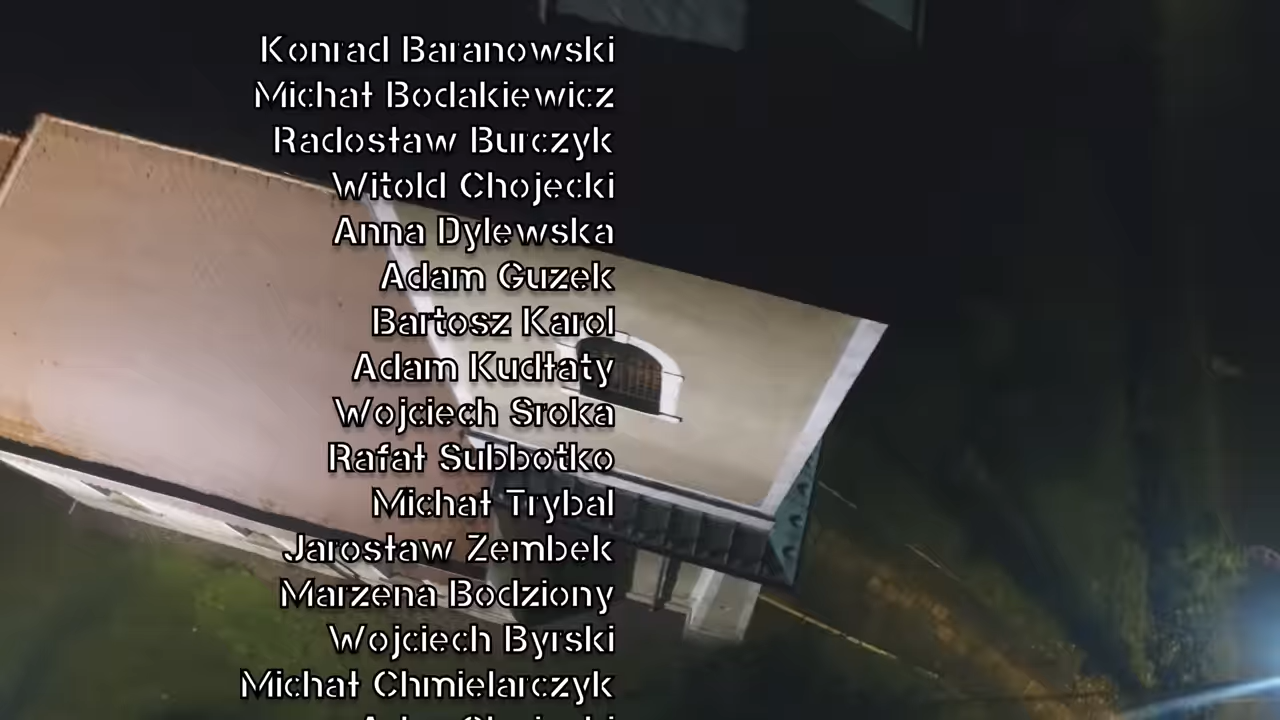 Konrad Baranowski
Michał Bodakiewicz
Radosław Burczyk
Witold Chojecki
Anna Dylewska
Adam Guzek
Bartosz Karol
Adam Kudłaty
Wojciech Sroka
Rafał Subbotko
Michał Trybal
Jarosław Zembek
Marzena Bodziony
Wojciech Byrski
Michał Chmielarczyk